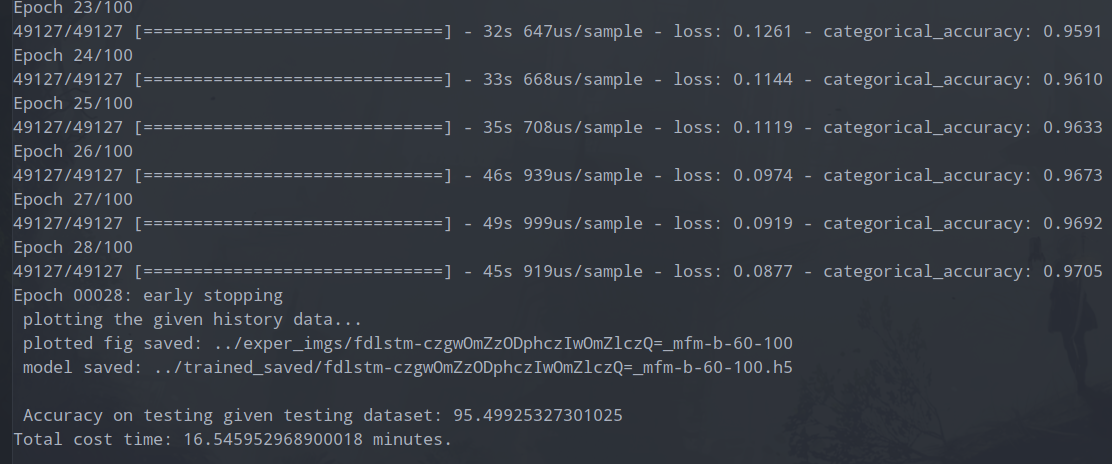 Epoch 23/100
49127/49127 [==============================] - 32s 647us/sample - loss: 0.1261 - categorical_accuracy: 0.9591
Epoch 24/100
49127/49127 [==============================] - 33s 668us/sample - loss: 0.1144 - categorical_accuracy: 0.9610
Epoch 25/100
49127/49127 [==============================] - 35s 708us/sample - loss: 0.1119 - categorical_accuracy: 0.9633
Epoch 26/100
49127/49127 [==============================] - 46s 939us/sample - loss: 0.0974 - categorical_accuracy: 0.9673
Epoch 27/100
49127/49127 [==============================] - 49s 999us/sample - loss: 0.0919 - categorical_accuracy: 0.9692
Epoch 28/100
49127/49127 [==============================] - 45s 919us/sample - loss: 0.0877 - categorical_accuracy: 0.9705
Epoch 00028: early stopping
plotting the given history data...
plotted fig saved: ../exper_imgs/fdlstm-czgwOmZzODphczIwOmZlczQ=_mfm-b-60-100
model saved: ../trained_saved/fdlstm-czgwOmZzODphczIwOmZlczQ=_mfm-b-60-100.h5
Accuracy on testing given testing dataset: 95.49925327301025
Total cost time: 16.545952968900018 minutes.